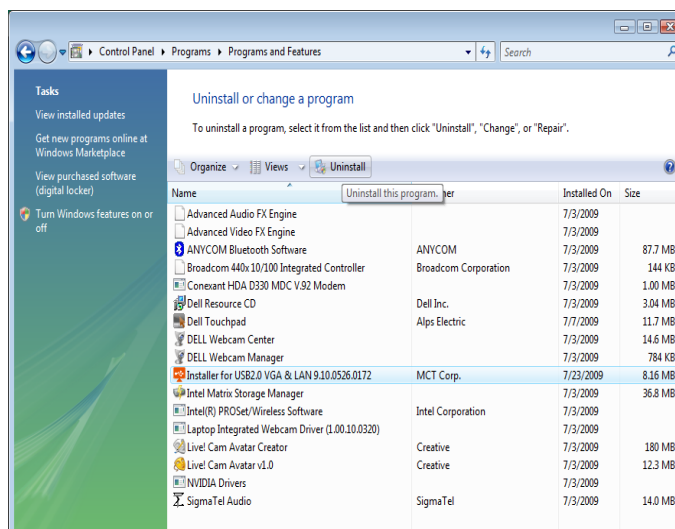 Control Panel ▸ Programs ▸ Programs and Features
Search
Tasks
View installed updates
Get new programs online at
Windows Marketplace
View purchased software
(digital locker)
Turn Windows features on or
off
Uninstall or change a program
To uninstall a program, select it from the list and then click "Uninstall", "Change", or "Repair".
Organize Views Uninstall
Name Uninstall this program. her Installed On Size
Advanced Audio FX Engine 7/3/2009
Advanced Video FX Engine 7/3/2009
ANYCOM Bluetooth Software ANYCOM 7/3/2009 87.7 MB
Broadcom 440x 10/100 Integrated Controller Broadcom Corporation 7/3/2009 144 KB
Conexant HDA D330 MDC V.92 Modem 7/3/2009 1.00 MB
Dell Resource CD Dell Inc. 7/3/2009 3.04 MB
Dell Touchpad Alps Electric 7/7/2009 11.7 MB
DELL Webcam Center 7/3/2009 14.6 MB
DELL Webcam Manager 7/3/2009 784 KB
Installer for USB2.0 VGA & LAN 9.10.0526.0172 MCT Corp. 7/23/2009 8.16 MB
Intel Matrix Storage Manager 7/3/2009 36.8 MB
Intel(R) PROSet/Wireless Software Intel Corporation 7/3/2009
Laptop Integrated Webcam Driver (1.00.10.0320) 7/3/2009
Live! Cam Avatar Creator Creative 7/3/2009 180 MB
Live! Cam Avatar v1.0 Creative 7/3/2009 12.3 MB
NVIDIA Drivers 7/3/2009
SigmaTel Audio SigmaTel 7/3/2009 14.0 MB